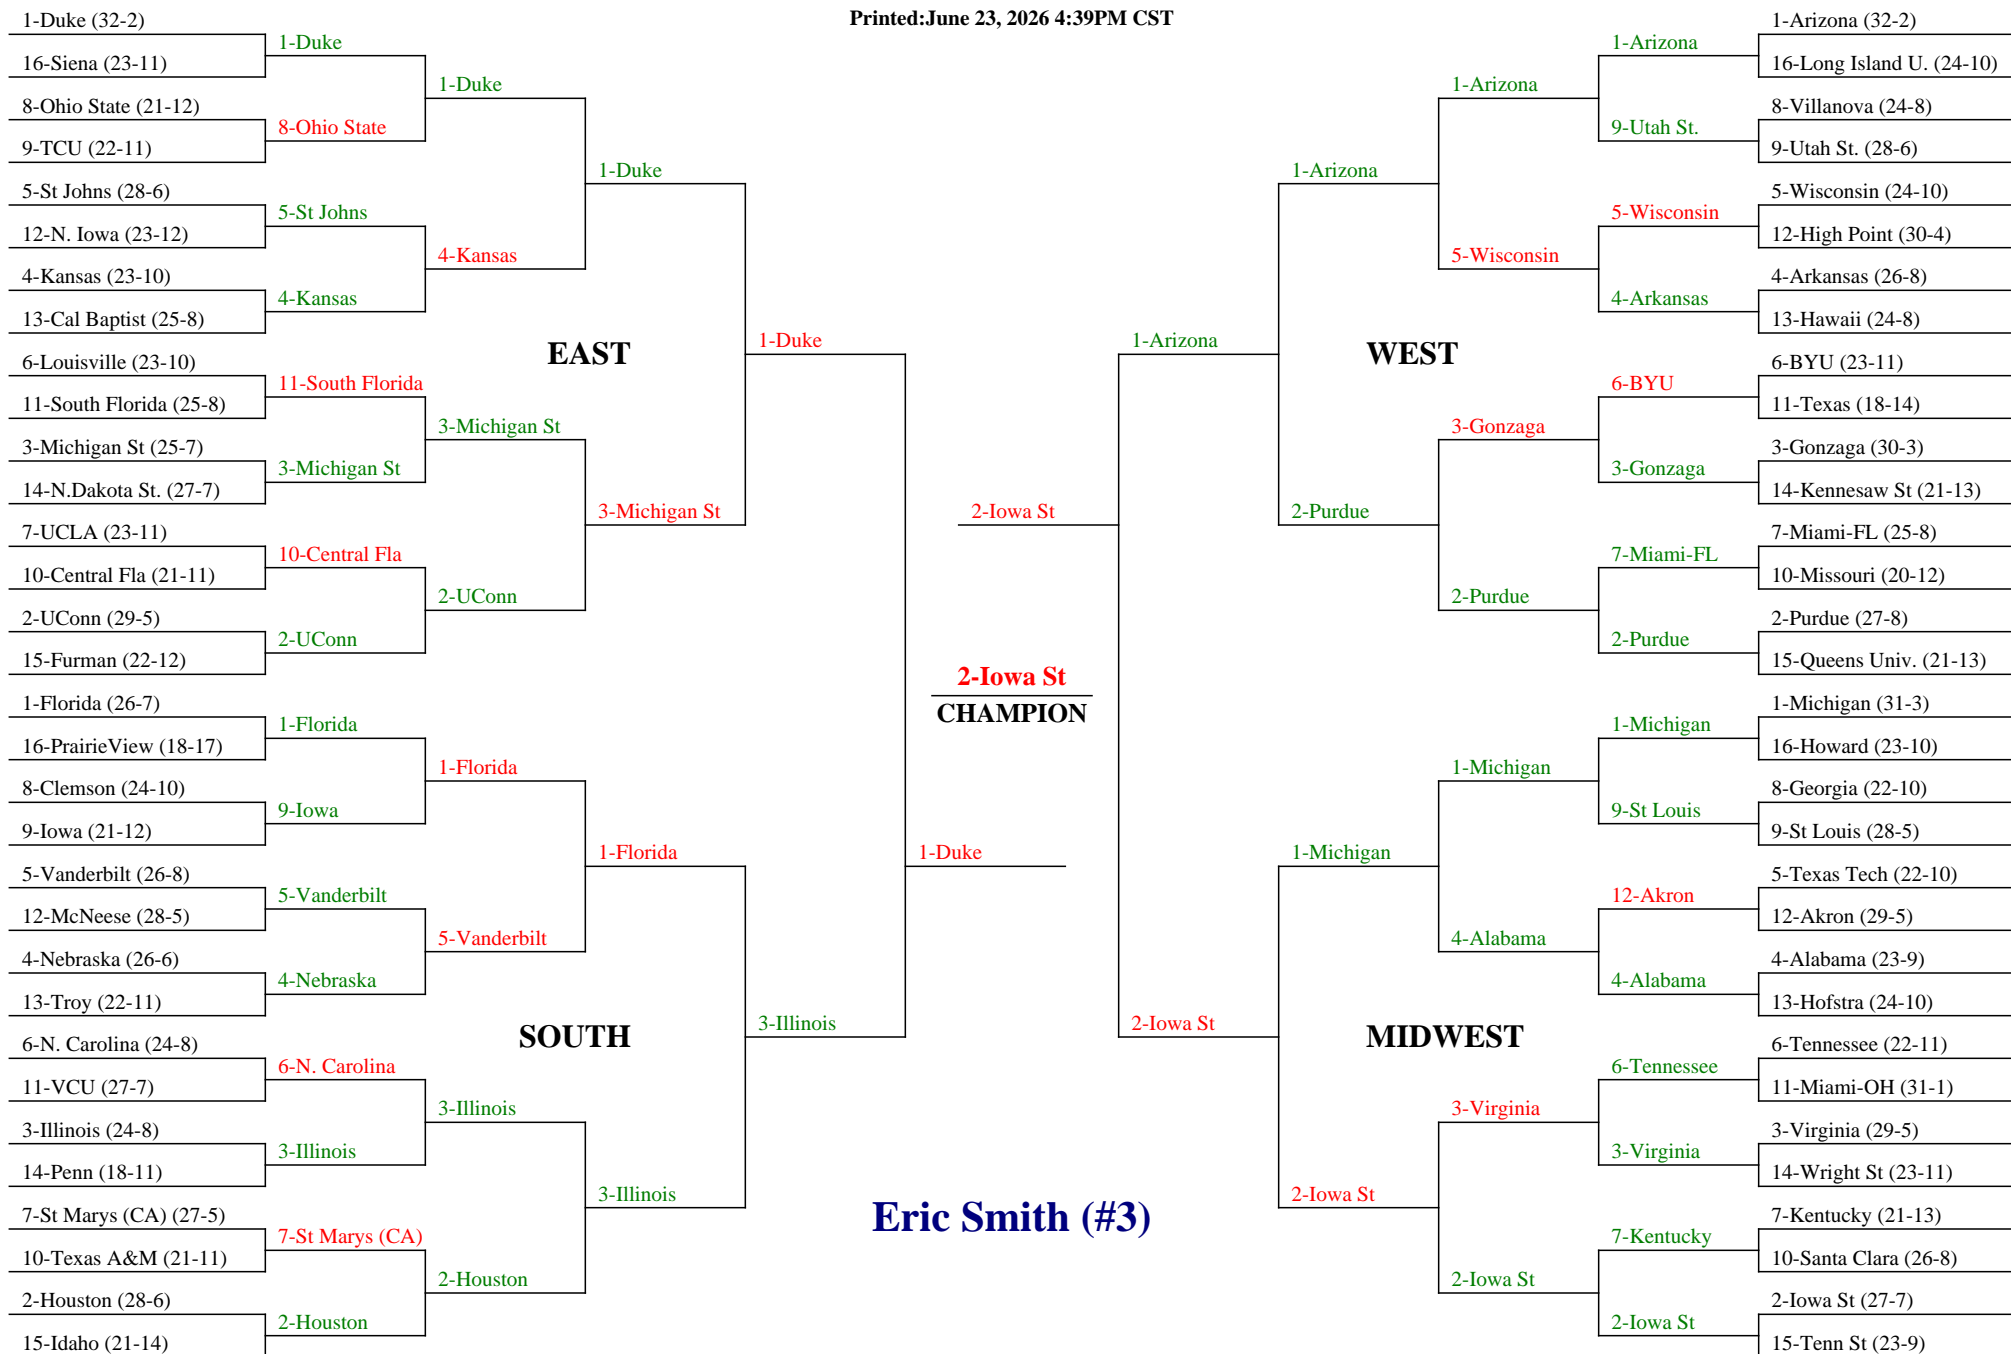 Printed:June 23, 2026 4:39PM CST
1-Duke (32-2)
16-Siena (23-11)
8-Ohio State (21-12)
9-TCU (22-11)
5-St Johns (28-6)
12-N. Iowa (23-12)
4-Kansas (23-10)
13-Cal Baptist (25-8)
6-Louisville (23-10)
11-South Florida (25-8)
3-Michigan St (25-7)
14-N.Dakota St. (27-7)
7-UCLA (23-11)
10-Central Fla (21-11)
2-UConn (29-5)
15-Furman (22-12)
1-Florida (26-7)
16-PrairieView (18-17)
8-Clemson (24-10)
9-Iowa (21-12)
5-Vanderbilt (26-8)
12-McNeese (28-5)
4-Nebraska (26-6)
13-Troy (22-11)
6-N. Carolina (24-8)
11-VCU (27-7)
3-Illinois (24-8)
14-Penn (18-11)
7-St Marys (CA) (27-5)
10-Texas A&M (21-11)
2-Houston (28-6)
15-Idaho (21-14)
1-Duke
8-Ohio State
5-St Johns
4-Kansas
11-South Florida
3-Michigan St
10-Central Fla
2-UConn
1-Florida
9-Iowa
5-Vanderbilt
4-Nebraska
6-N. Carolina
3-Illinois
7-St Marys (CA)
2-Houston
1-Duke
4-Kansas
3-Michigan St
2-UConn
1-Florida
5-Vanderbilt
3-Illinois
2-Houston
1-Duke
EAST
3-Michigan St
1-Florida
SOUTH
3-Illinois
1-Duke
3-Illinois
1-Duke
2-Iowa St
2-Iowa St
CHAMPION
Eric Smith (#3)
1-Arizona
2-Iowa St
1-Arizona
WEST
2-Purdue
1-Michigan
MIDWEST
2-Iowa St
1-Arizona
5-Wisconsin
3-Gonzaga
2-Purdue
1-Michigan
4-Alabama
3-Virginia
2-Iowa St
1-Arizona
9-Utah St.
5-Wisconsin
4-Arkansas
6-BYU
3-Gonzaga
7-Miami-FL
2-Purdue
1-Michigan
9-St Louis
12-Akron
4-Alabama
6-Tennessee
3-Virginia
7-Kentucky
2-Iowa St
1-Arizona (32-2)
16-Long Island U. (24-10)
8-Villanova (24-8)
9-Utah St. (28-6)
5-Wisconsin (24-10)
12-High Point (30-4)
4-Arkansas (26-8)
13-Hawaii (24-8)
6-BYU (23-11)
11-Texas (18-14)
3-Gonzaga (30-3)
14-Kennesaw St (21-13)
7-Miami-FL (25-8)
10-Missouri (20-12)
2-Purdue (27-8)
15-Queens Univ. (21-13)
1-Michigan (31-3)
16-Howard (23-10)
8-Georgia (22-10)
9-St Louis (28-5)
5-Texas Tech (22-10)
12-Akron (29-5)
4-Alabama (23-9)
13-Hofstra (24-10)
6-Tennessee (22-11)
11-Miami-OH (31-1)
3-Virginia (29-5)
14-Wright St (23-11)
7-Kentucky (21-13)
10-Santa Clara (26-8)
2-Iowa St (27-7)
15-Tenn St (23-9)